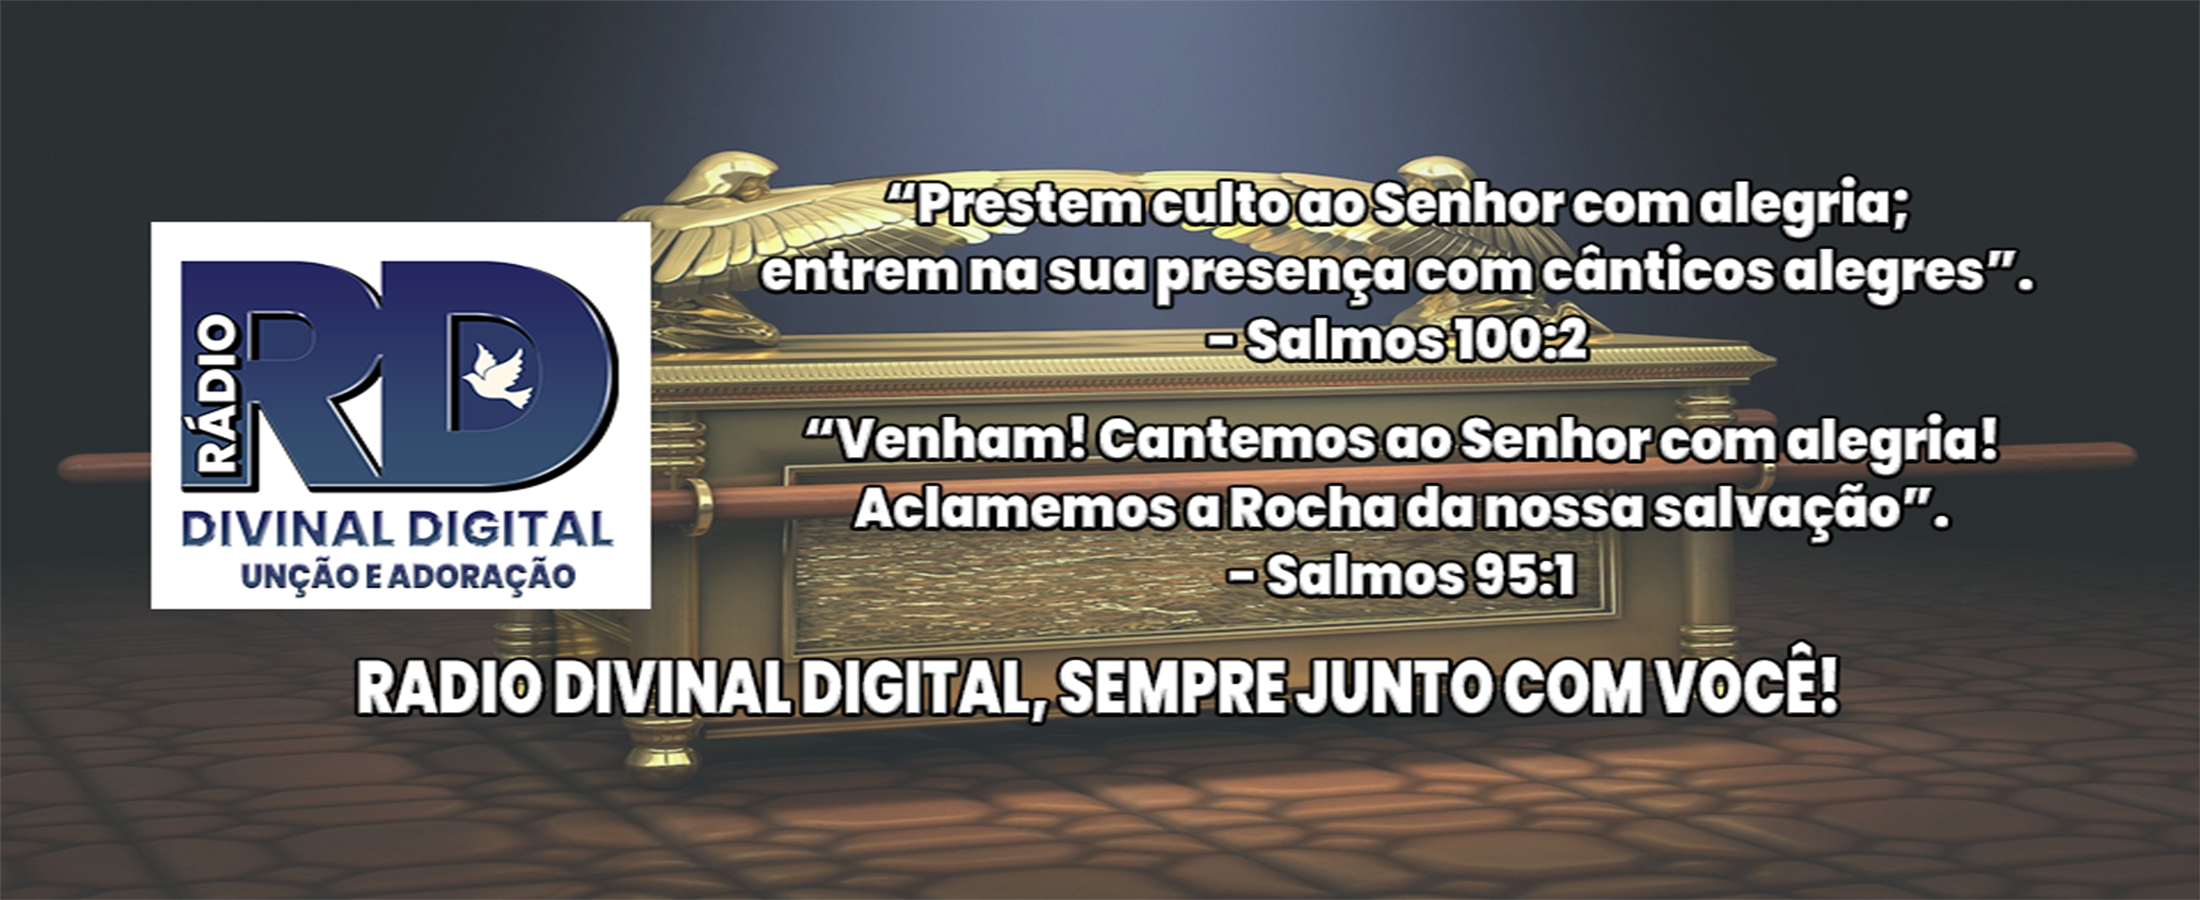 RÁDIO
RD
DIVINAL DIGITAL
UNÇÃO E ADORAÇÃO
“Prestem culto ao Senhor com alegria;
entrem na sua presença com cânticos alegres”.
- Salmos 100:2
“Venham! Cantemos ao Senhor com alegria!
Aclamemos a Rocha da nossa salvação”.
- Salmos 95:1
RADIO DIVINAL DIGITAL, SEMPRE JUNTO COM VOCÊ!